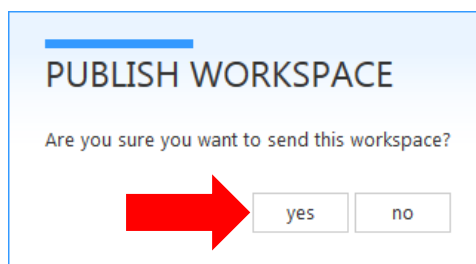 PUBLISH WORKSPACE
Are you sure you want to send this workspace?
yes no